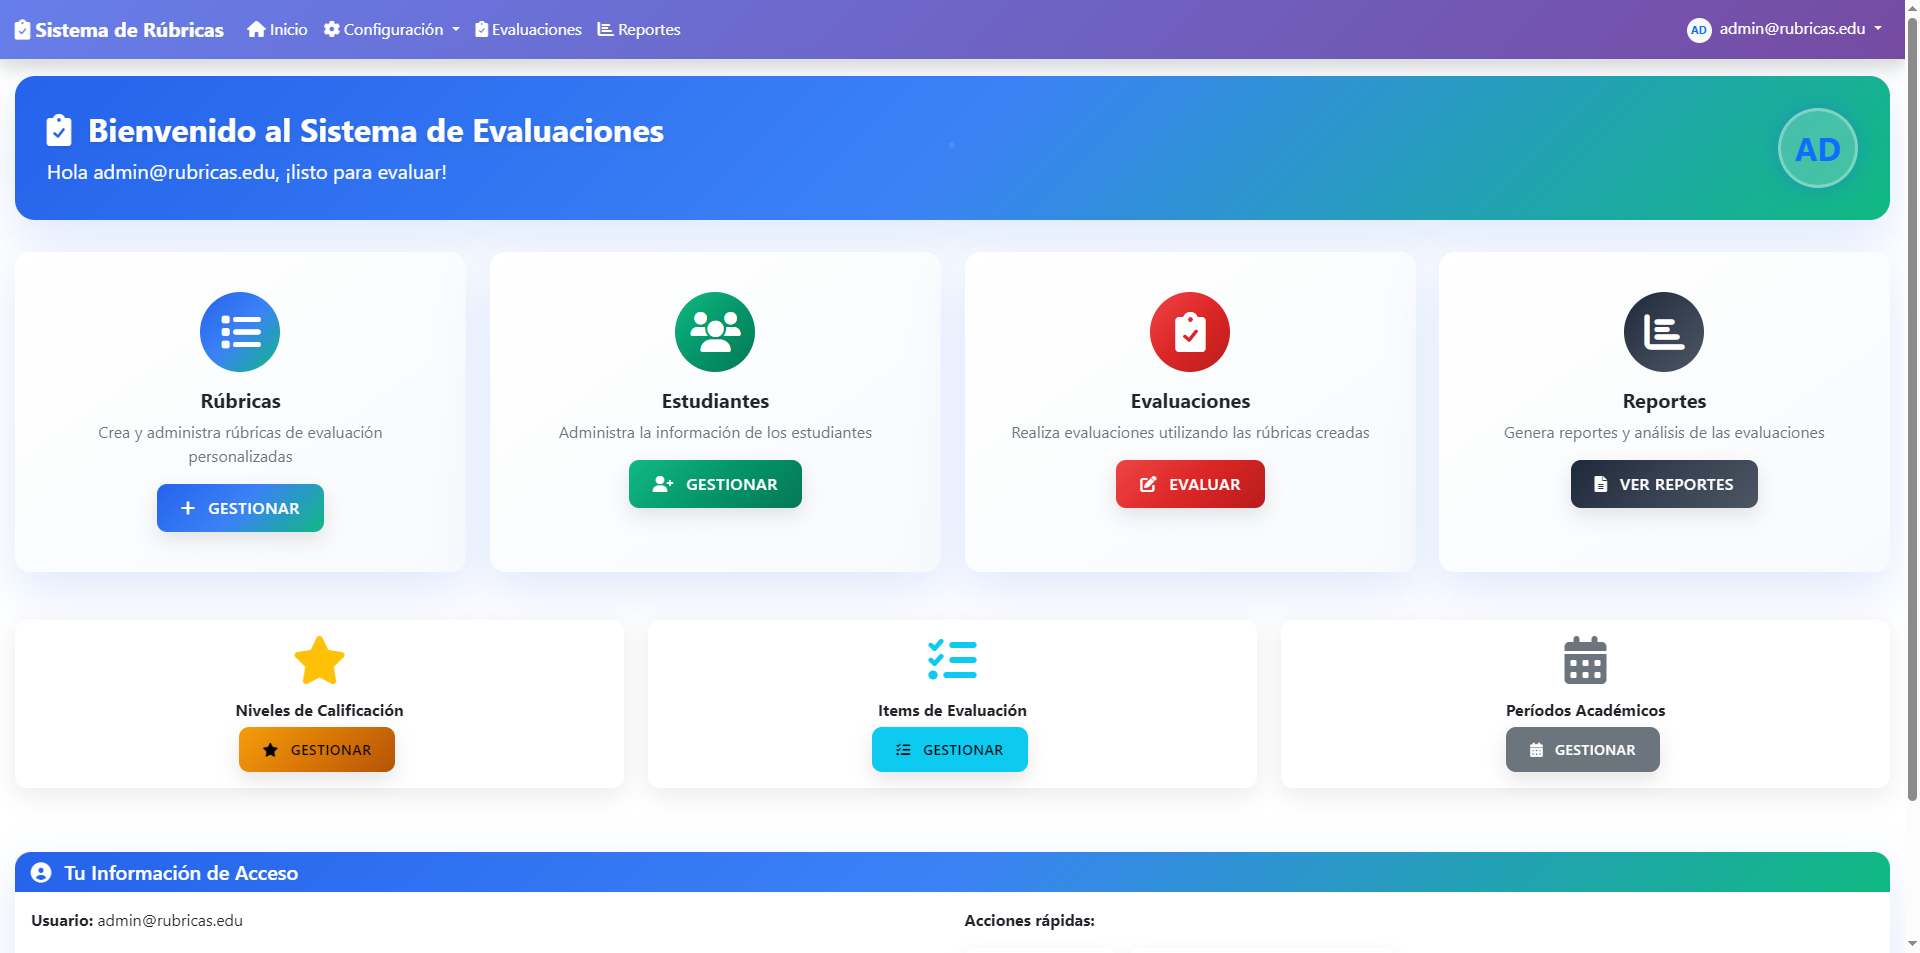 Sistema de Rúbricas Inicio Configuración Evaluaciones Reportes AD admin@rubricas.edu
Bienvenido al Sistema de Evaluaciones
Hola admin@rubricas.edu, ¡listo para evaluar!
AD
Rúbricas
Crea y administra rúbricas de evaluación
personalizadas
GESTIONAR
Estudiantes
Administra la información de los estudiantes
GESTIONAR
Evaluaciones
Realiza evaluaciones utilizando las rúbricas creadas
EVALUAR
Reportes
Genera reportes y análisis de las evaluaciones
VER REPORTES
Niveles de Calificación
GESTIONAR
Items de Evaluación
GESTIONAR
Períodos Académicos
GESTIONAR
Tu Información de Acceso
Usuario: admin@rubricas.edu
Acciones rápidas: